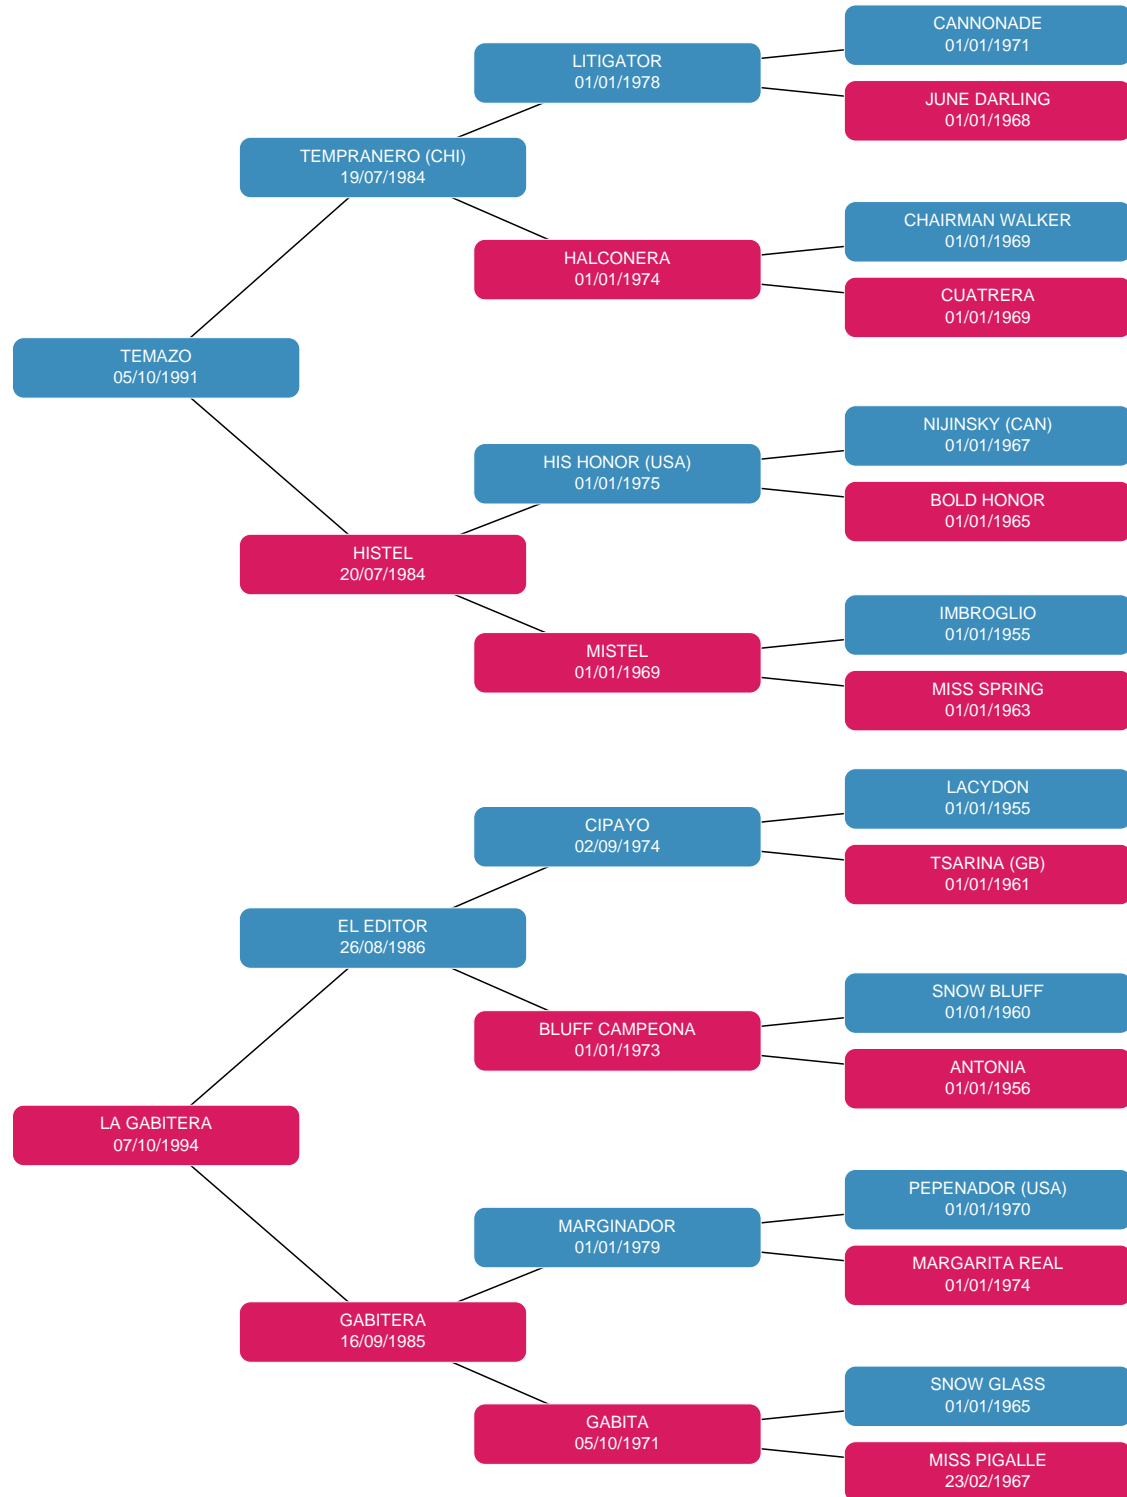 CANNONADE
01/01/1971
LITIGATOR
01/01/1978
JUNE DARLING
01/01/1968
TEMPRANERO (CHI)
19/07/1984
CHAIRMAN WALKER
01/01/1969
HALCONERA
01/01/1974
CUATRERA
01/01/1969
TEMAZO
05/10/1991
NIJINSKY (CAN)
01/01/1967
HIS HONOR (USA)
01/01/1975
BOLD HONOR
01/01/1965
HISTEL
20/07/1984
IMBROGLIO
01/01/1955
MISTEL
01/01/1969
MISS SPRING
01/01/1963
LACYDON
01/01/1955
CIPAYO
02/09/1974
TSARINA (GB)
01/01/1961
EL EDITOR
26/08/1986
SNOW BLUFF
01/01/1960
BLUFF CAMPEONA
01/01/1973
ANTONIA
01/01/1956
LA GABITERA
07/10/1994
PEPENADOR (USA)
01/01/1970
MARGINADOR
01/01/1979
MARGARITA REAL
01/01/1974
GABITERA
16/09/1985
SNOW GLASS
01/01/1965
GABITA
05/10/1971
MISS PIGALLE
23/02/1967